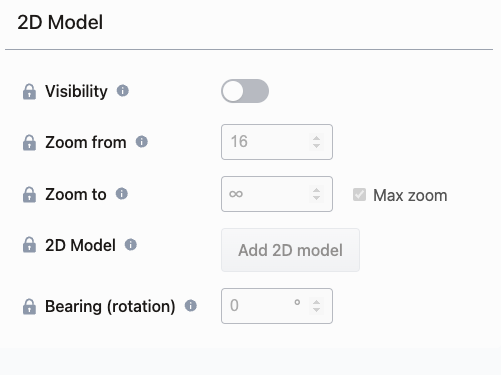 2D Model
Visibility
Zoom from 16
Zoom to ∞ Max zoom
2D Model Add 2D model
Bearing (rotation) 0 °